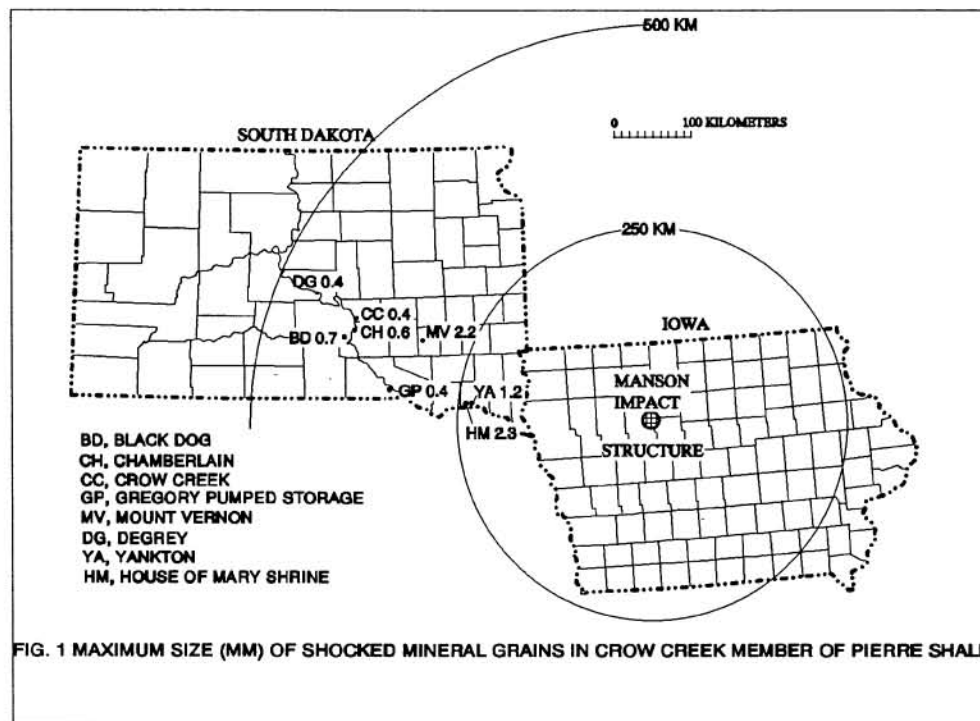 500 KM
0 100 KILOMETERS
SOUTH DAKOTA
250 KM
DG 0.4
CC 0.4
IOWA
BD 0.7
CH 0.6
MV 2.2
MANSON
IMPACT
GP 0.4
YA 1.2
HM 2.3
STRUCTURE
BD, BLACK DOG
CH, CHAMBERLAIN
CC, CROW CREEK
GP, GREGORY PUMPED STORAGE
MV, MOUNT VERNON
DG, DEGREY
YA, YANKTON
HM, HOUSE OF MARY SHRINE
FIG. 1 MAXIMUM SIZE (MM) OF SHOCKED MINERAL GRAINS IN CROW CREEK MEMBER OF PIERRE